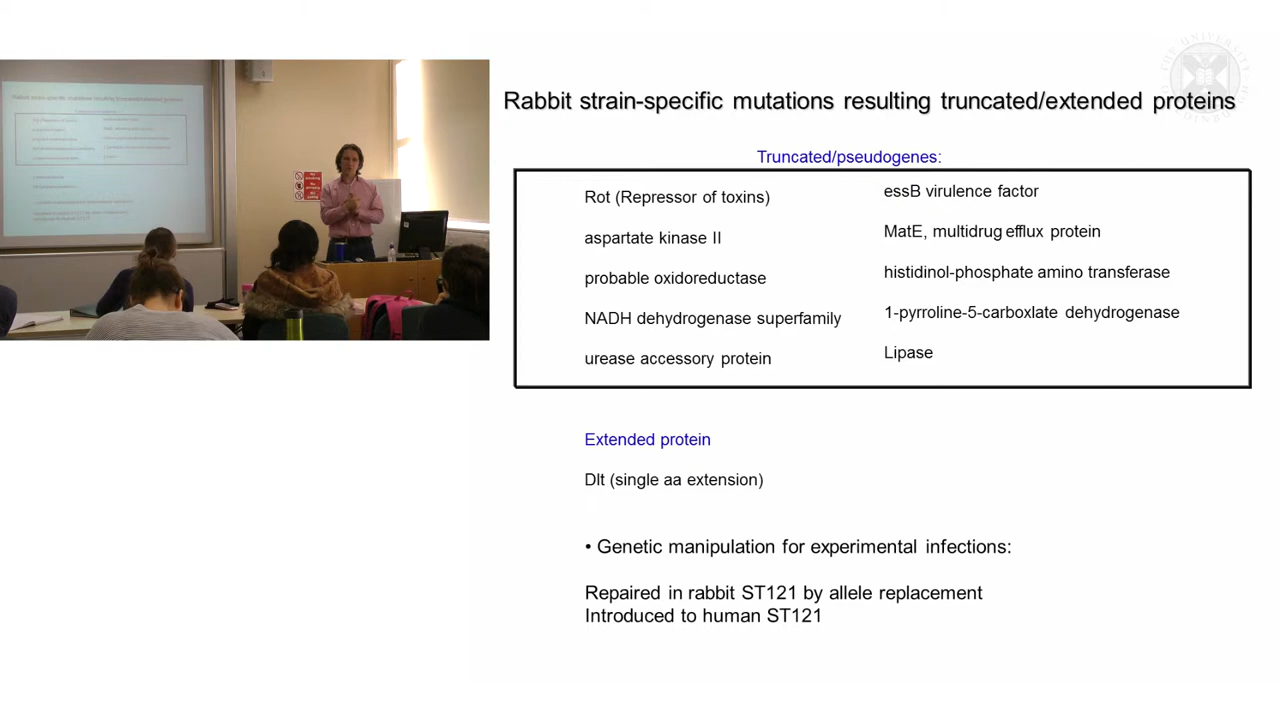 Rabbit strain-specific mutations resulting truncated/extended proteins
Truncated/pseudogenes:
Rot (Repressor of toxins)
aspartate kinase II
probable oxidoreductase
NADH dehydrogenase superfamily
urease accessory protein
essB virulence factor
MatE, multidrug efflux protein
histidinol-phosphate amino transferase
1-pyrroline-5-carboxlate dehydrogenase
Lipase
Extended protein
Dlt (single aa extension)
• Genetic manipulation for experimental infections:
Repaired in rabbit ST121 by allele replacement
Introduced to human ST121